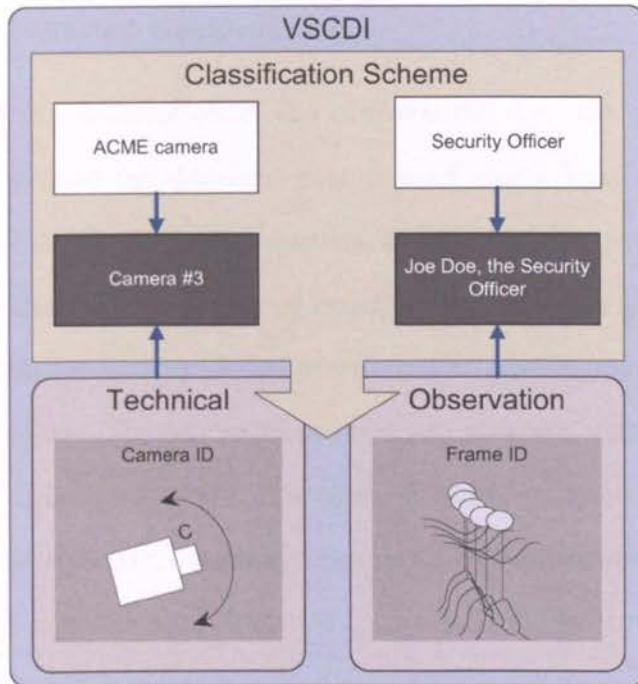 VSCDI
Classification Scheme
ACME camera
Security Officer
Camera #3
Joe Doe, the Security
Officer
Technical
Observation
Camera ID
Frame ID
C